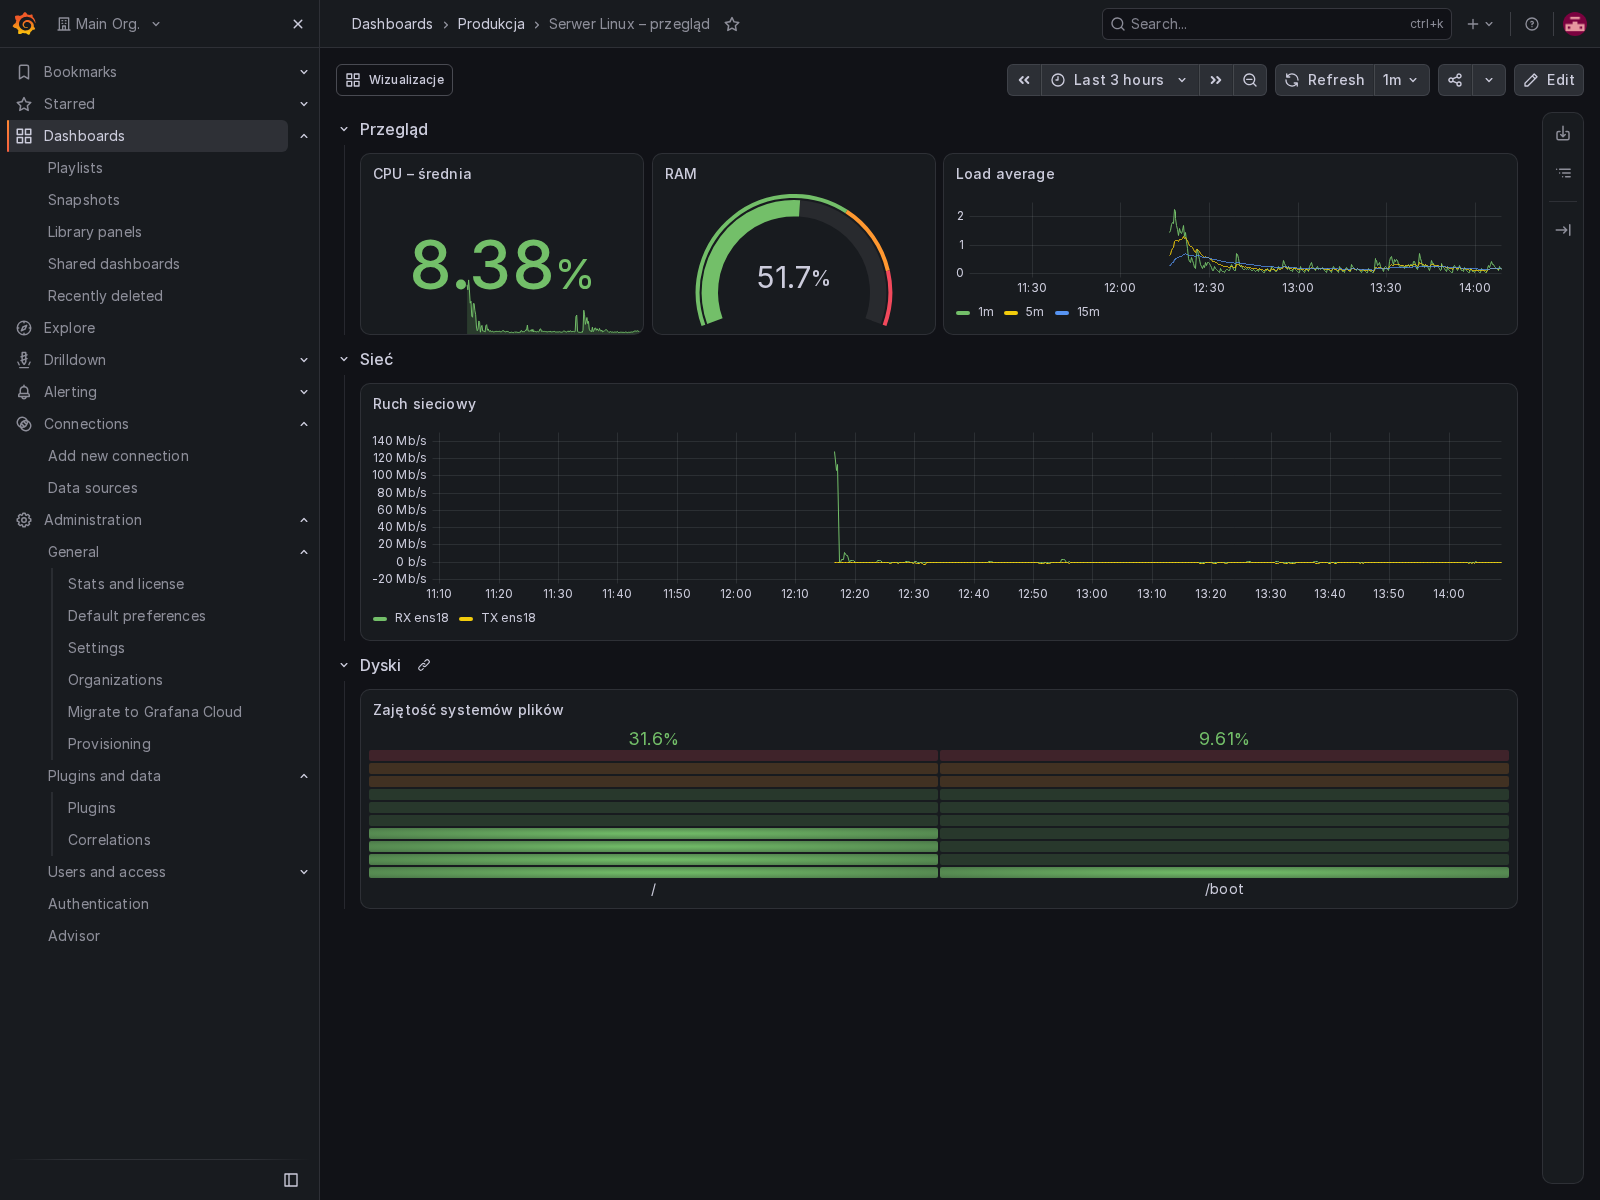 Main Org.
Dashboards > Produkcja > Serwer Linux – przegląd
Search...
ctrl+k
Bookmarks
Starred
Dashboards
Playlists
Snapshots
Library panels
Shared dashboards
Recently deleted
Explore
Drilldown
Alerting
Connections
Add new connection
Data sources
Administration
General
Stats and license
Default preferences
Settings
Organizations
Migrate to Grafana Cloud
Provisioning
Plugins and data
Plugins
Correlations
Users and access
Authentication
Advisor
Wizualizacje
Last 3 hours
Refresh
1m
Edit
Przegląd
CPU – średnia
8.38%
RAM
51.7%
Load average
2
1
0
11:30 12:00 12:30 13:00 13:30 14:00
1m 5m 15m
Sieć
Ruch sieciowy
140 Mb/s
120 Mb/s
100 Mb/s
80 Mb/s
60 Mb/s
40 Mb/s
20 Mb/s
0 b/s
-20 Mb/s
11:10 11:20 11:30 11:40 11:50 12:00 12:10 12:20 12:30 12:40 12:50 13:00 13:10 13:20 13:30 13:40 13:50 14:00
RX ens18 TX ens18
Dyski
Zajętość systemów plików
31.6% 9.61%
/ /boot